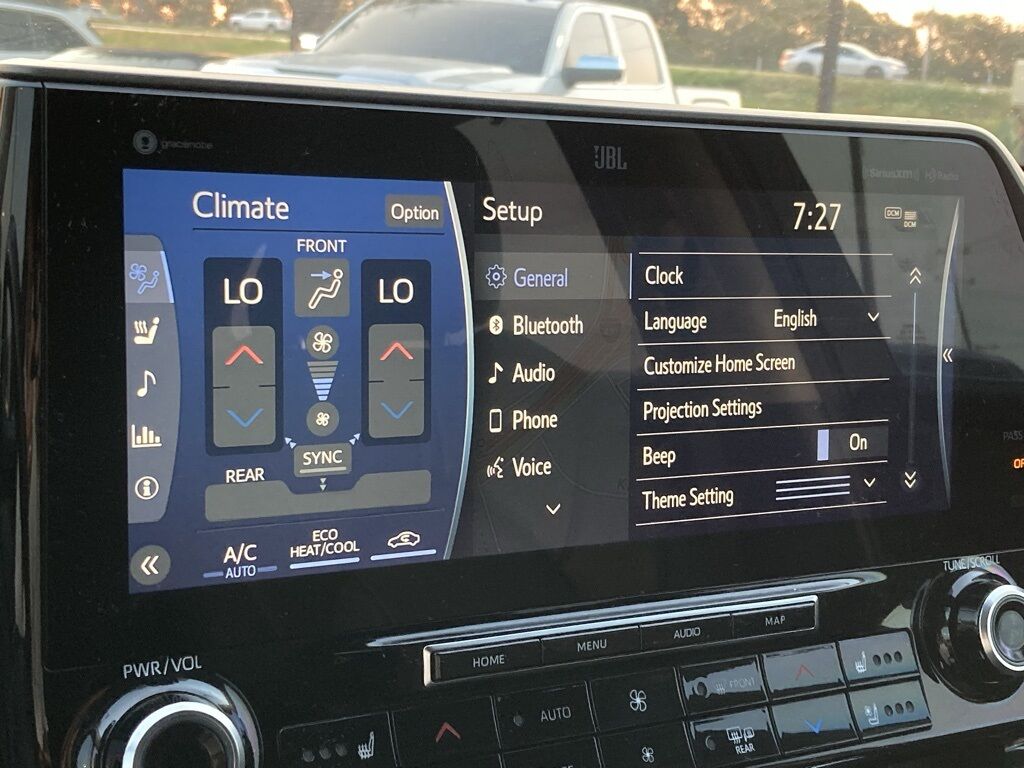 gracenote
JBL
SiriusXM
HD Radio
Climate
Option
FRONT
LO
LO
SYNC
REAR
A/C
AUTO
ECO
HEAT/COOL
Setup
7:27
DCM
DCM
General
Bluetooth
Audio
Phone
Voice
Clock
Language English
Customize Home Screen
Projection Settings
Beep On
Theme Setting
PASS
TUNE/SCROLL
PWR/VOL
HOME
MENU
AUDIO
MAP
AUTO
FRONT
REAR